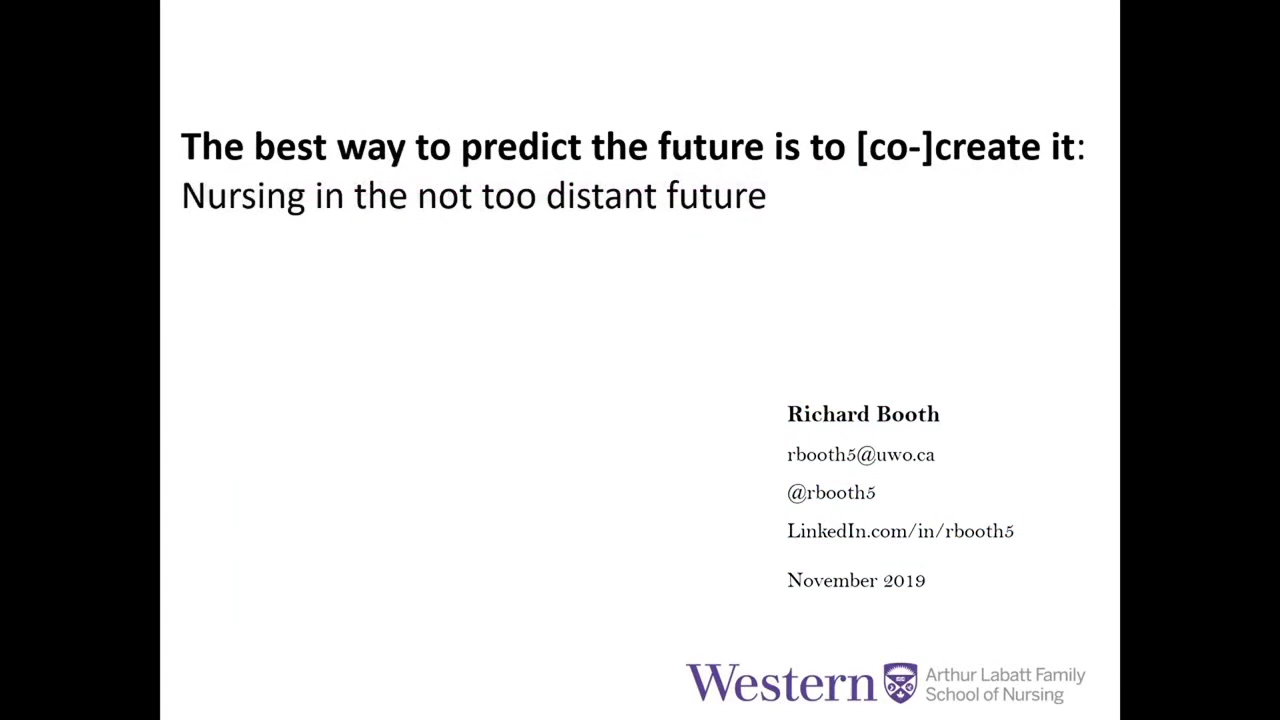 The best way to predict the future is to [co-]create it:
Nursing in the not too distant future
Richard Booth
rbooth5@uwo.ca
@rbooth5
LinkedIn.com/in/rbooth5
November 2019
Western
Arthur Labatt Family
School of Nursing